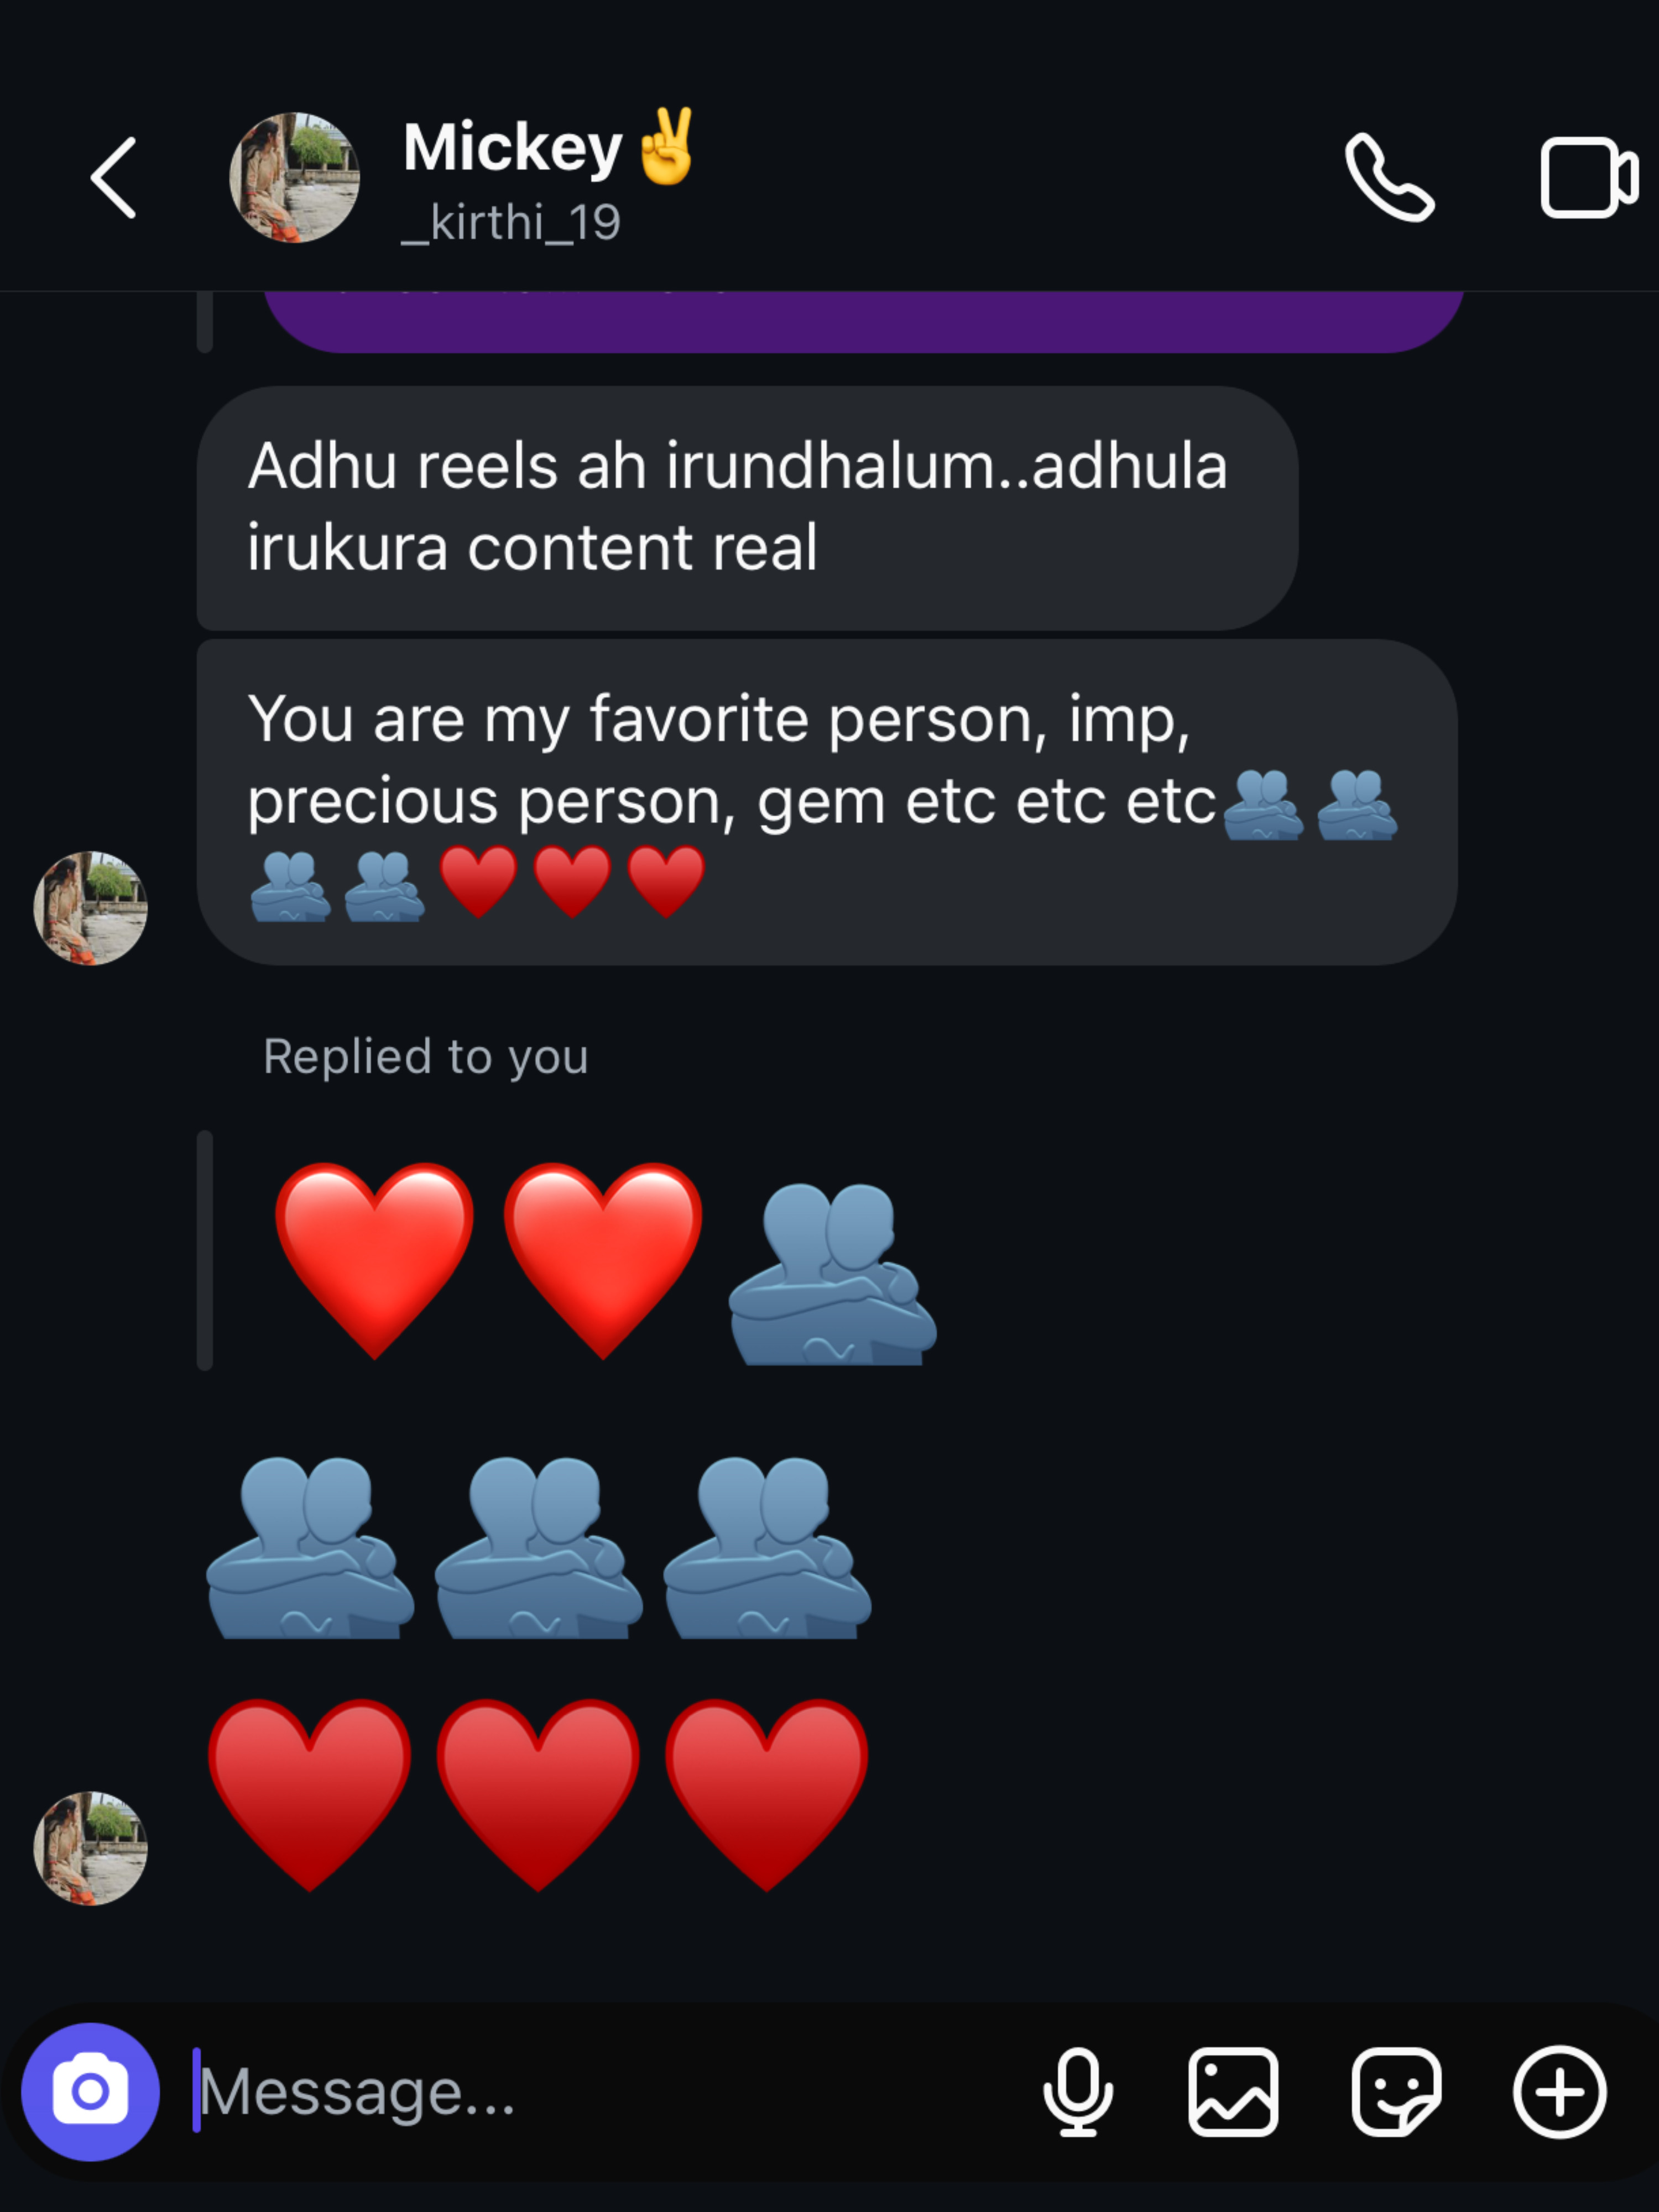 Mickey✌️
_kirthi_19
Adhu reels ah irundhalum..adhula
irukura content real
You are my favorite person, imp,
precious person, gem etc etc etc🫂🫂
🫂🫂♥️♥️♥️
Replied to you
❤️❤️🫂
🫂🫂🫂
♥️♥️♥️
Message...